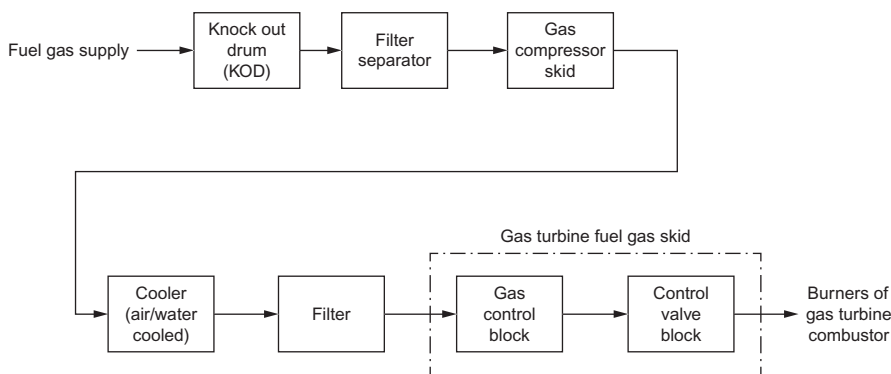 Fuel gas supply
Knock out
drum
(KOD)
Filter
separator
Gas
compressor
skid
Gas turbine fuel gas skid
Cooler
(air/water
cooled)
Filter
Gas
control
block
Control
valve
block
Burners of
gas turbine
combustor